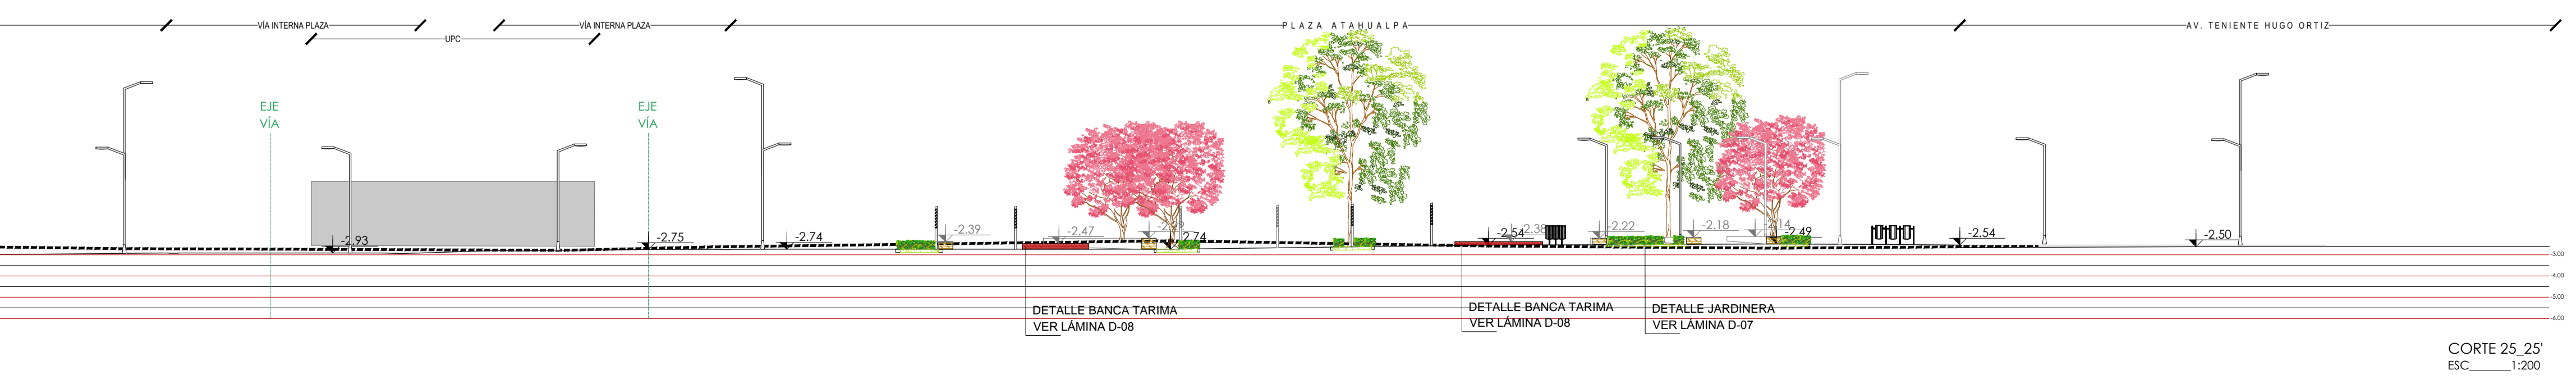 VÍA INTERNA PLAZA
VÍA INTERNA PLAZA
PLAZA ATAHUALPA
AV. TENIENTE HUGO ORTIZ
UPC
EJE
VÍA
EJE
VÍA
-2.93
-2.75
-2.74
-2.39
-2.47
2.74
-2.54
-2.38
-2.22
-2.18
-2.49
-2.54
-2.50
-3.00
-4.00
-5.00
-6.00
DETALLE BANCA TARIMA
VER LÁMINA D-08
DETALLE BANCA TARIMA
VER LÁMINA D-08
DETALLE JARDINERA
VER LÁMINA D-07
CORTE 25_25'
ESC_______1:200